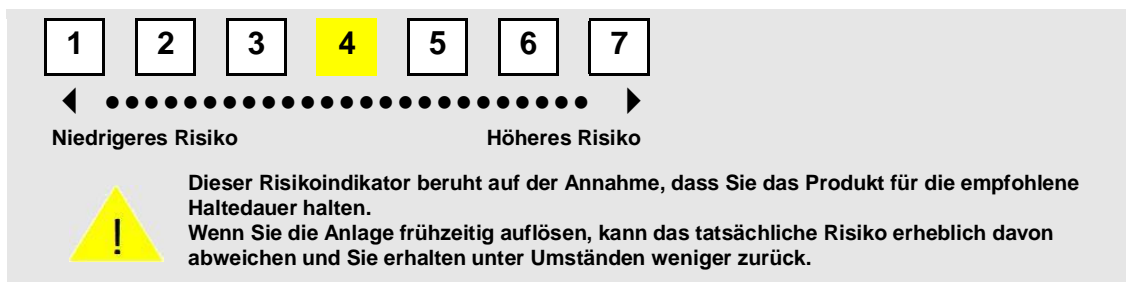 1 2 3 4 5 6 7
Niedrigeres Risiko Höheres Risiko
Dieser Risikoindikator beruht auf der Annahme, dass Sie das Produkt für die empfohlene
Haltedauer halten.
Wenn Sie die Anlage frühzeitig auflösen, kann das tatsächliche Risiko erheblich davon
abweichen und Sie erhalten unter Umständen weniger zurück.
!